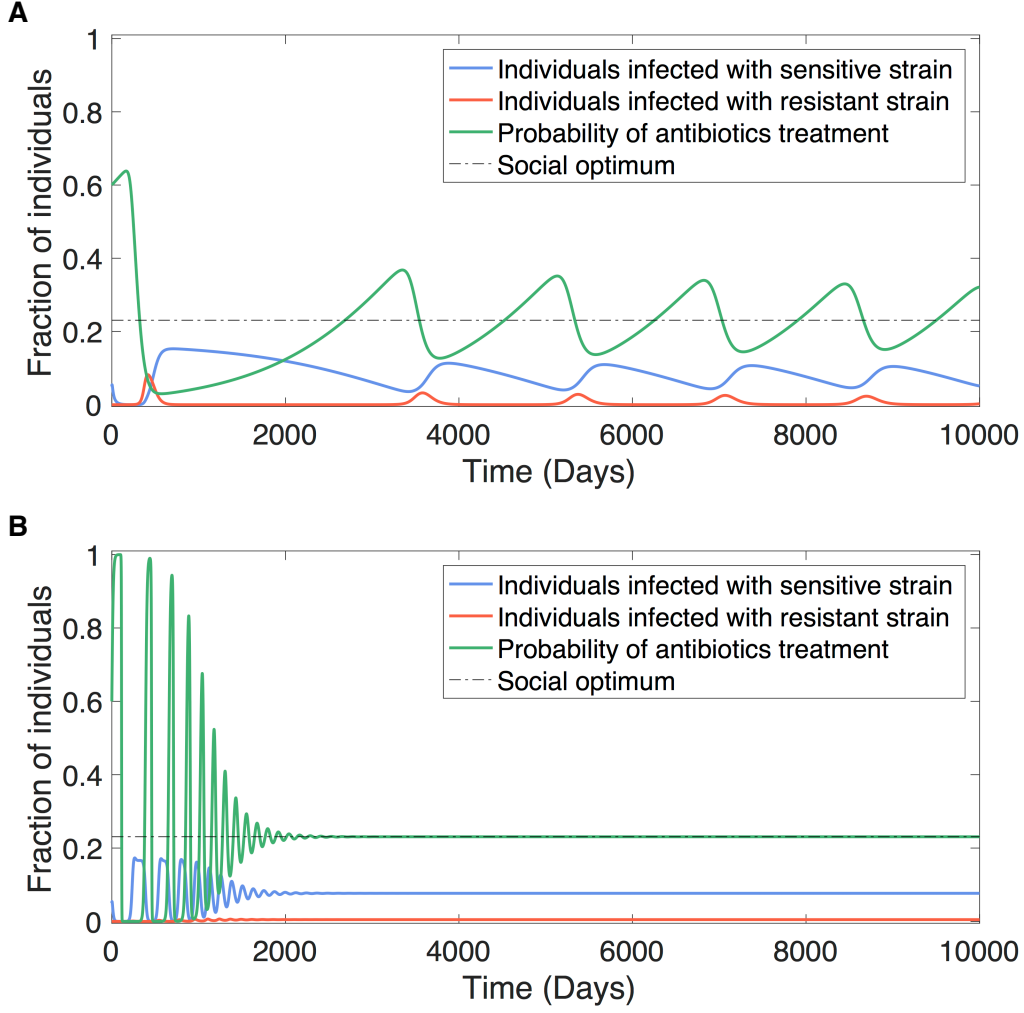 A
Fraction of individuals
1
0.8
0.6
0.4
0.2
0
Individuals infected with sensitive strain
Individuals infected with resistant strain
Probability of antibiotics treatment
Social optimum
0 2000 4000 6000 8000 10000
Time (Days)
B
Fraction of individuals
1
0.8
0.6
0.4
0.2
0
Individuals infected with sensitive strain
Individuals infected with resistant strain
Probability of antibiotics treatment
Social optimum
0 2000 4000 6000 8000 10000
Time (Days)